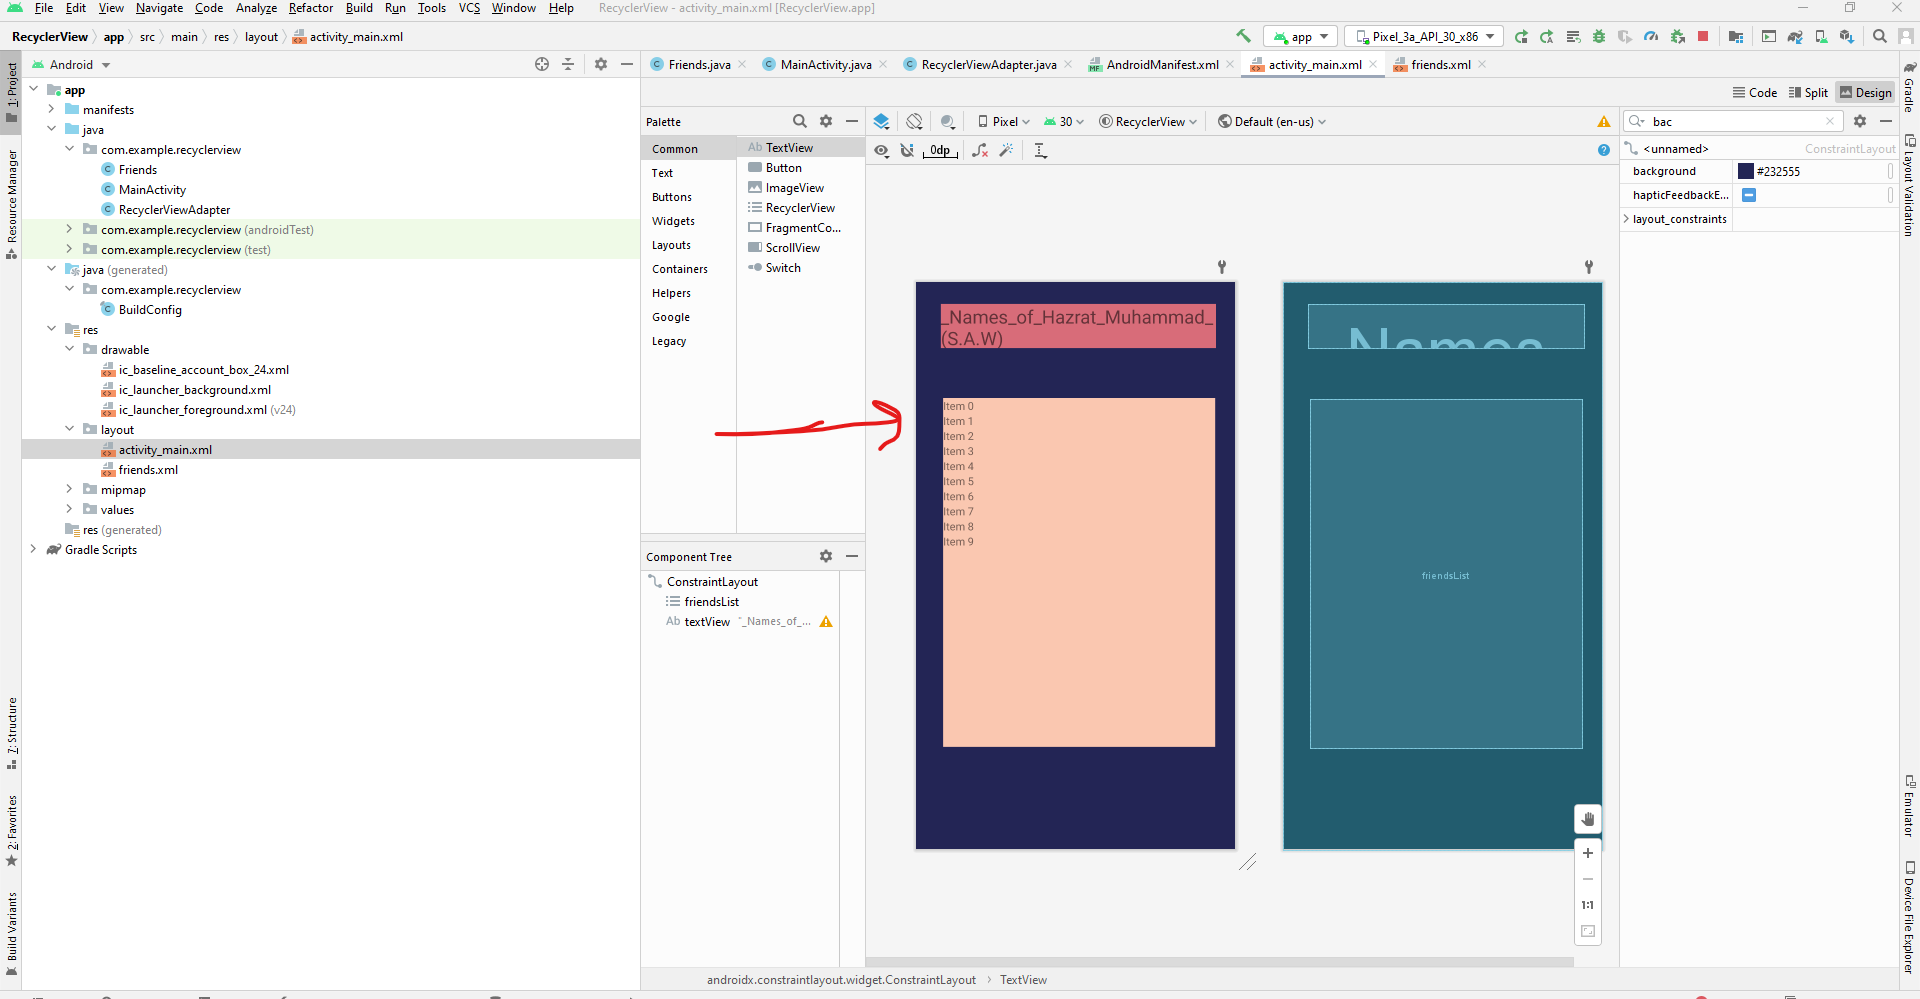 File Edit View Navigate Code Analyze Refactor Build Run Tools VCS Window Help RecyclerView - activity_main.xml [RecyclerView.app]
RecyclerView app src main res layout activity_main.xml
app Pixel_3a_API_30_x86
Android
Friends.java MainActivity.java RecyclerViewAdapter.java AndroidManifest.xml activity_main.xml friends.xml
Code Split Design
1: Project
Resource Manager
7: Structure
2: Favorites
Build Variants
app
manifests
java
com.example.recyclerview
Friends
MainActivity
RecyclerViewAdapter
com.example.recyclerview (androidTest)
com.example.recyclerview (test)
java (generated)
com.example.recyclerview
BuildConfig
res
drawable
ic_baseline_account_box_24.xml
ic_launcher_background.xml
ic_launcher_foreground.xml (v24)
layout
activity_main.xml
friends.xml
mipmap
values
res (generated)
Gradle Scripts
Palette
Common
Text
Buttons
Widgets
Layouts
Containers
Helpers
Google
Legacy
Ab TextView
Button
ImageView
RecyclerView
FragmentCo...
ScrollView
Switch
Component Tree
ConstraintLayout
friendsList
Ab textView "_Names_of_...
Pixel 30 RecyclerView Default (en-us)
0dp
_Names_of_Hazrat_Muhammad_
(S.A.W)
Item 0
Item 1
Item 2
Item 3
Item 4
Item 5
Item 6
Item 7
Item 8
Item 9
Names
friendsList
1:1
bac
<unnamed> ConstraintLayout
background #232555
hapticFeedbackE...
layout_constraints
Gradle
Layout Validation
Emulator
Device File Explorer
androidx.constraintlayout.widget.ConstraintLayout TextView